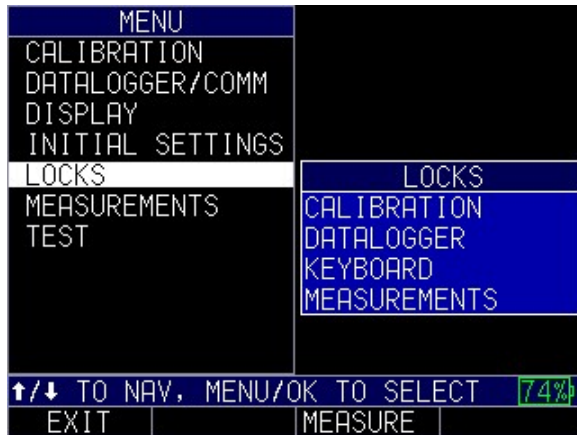 MENU
CALIBRATION
DATALOGGER/COMM
DISPLAY
INITIAL SETTINGS
LOCKS
MEASUREMENTS
TEST
LOCKS
CALIBRATION
DATALOGGER
KEYBOARD
MEASUREMENTS
↑/↓ TO NAV, MENU/OK TO SELECT 74%
EXIT MEASURE